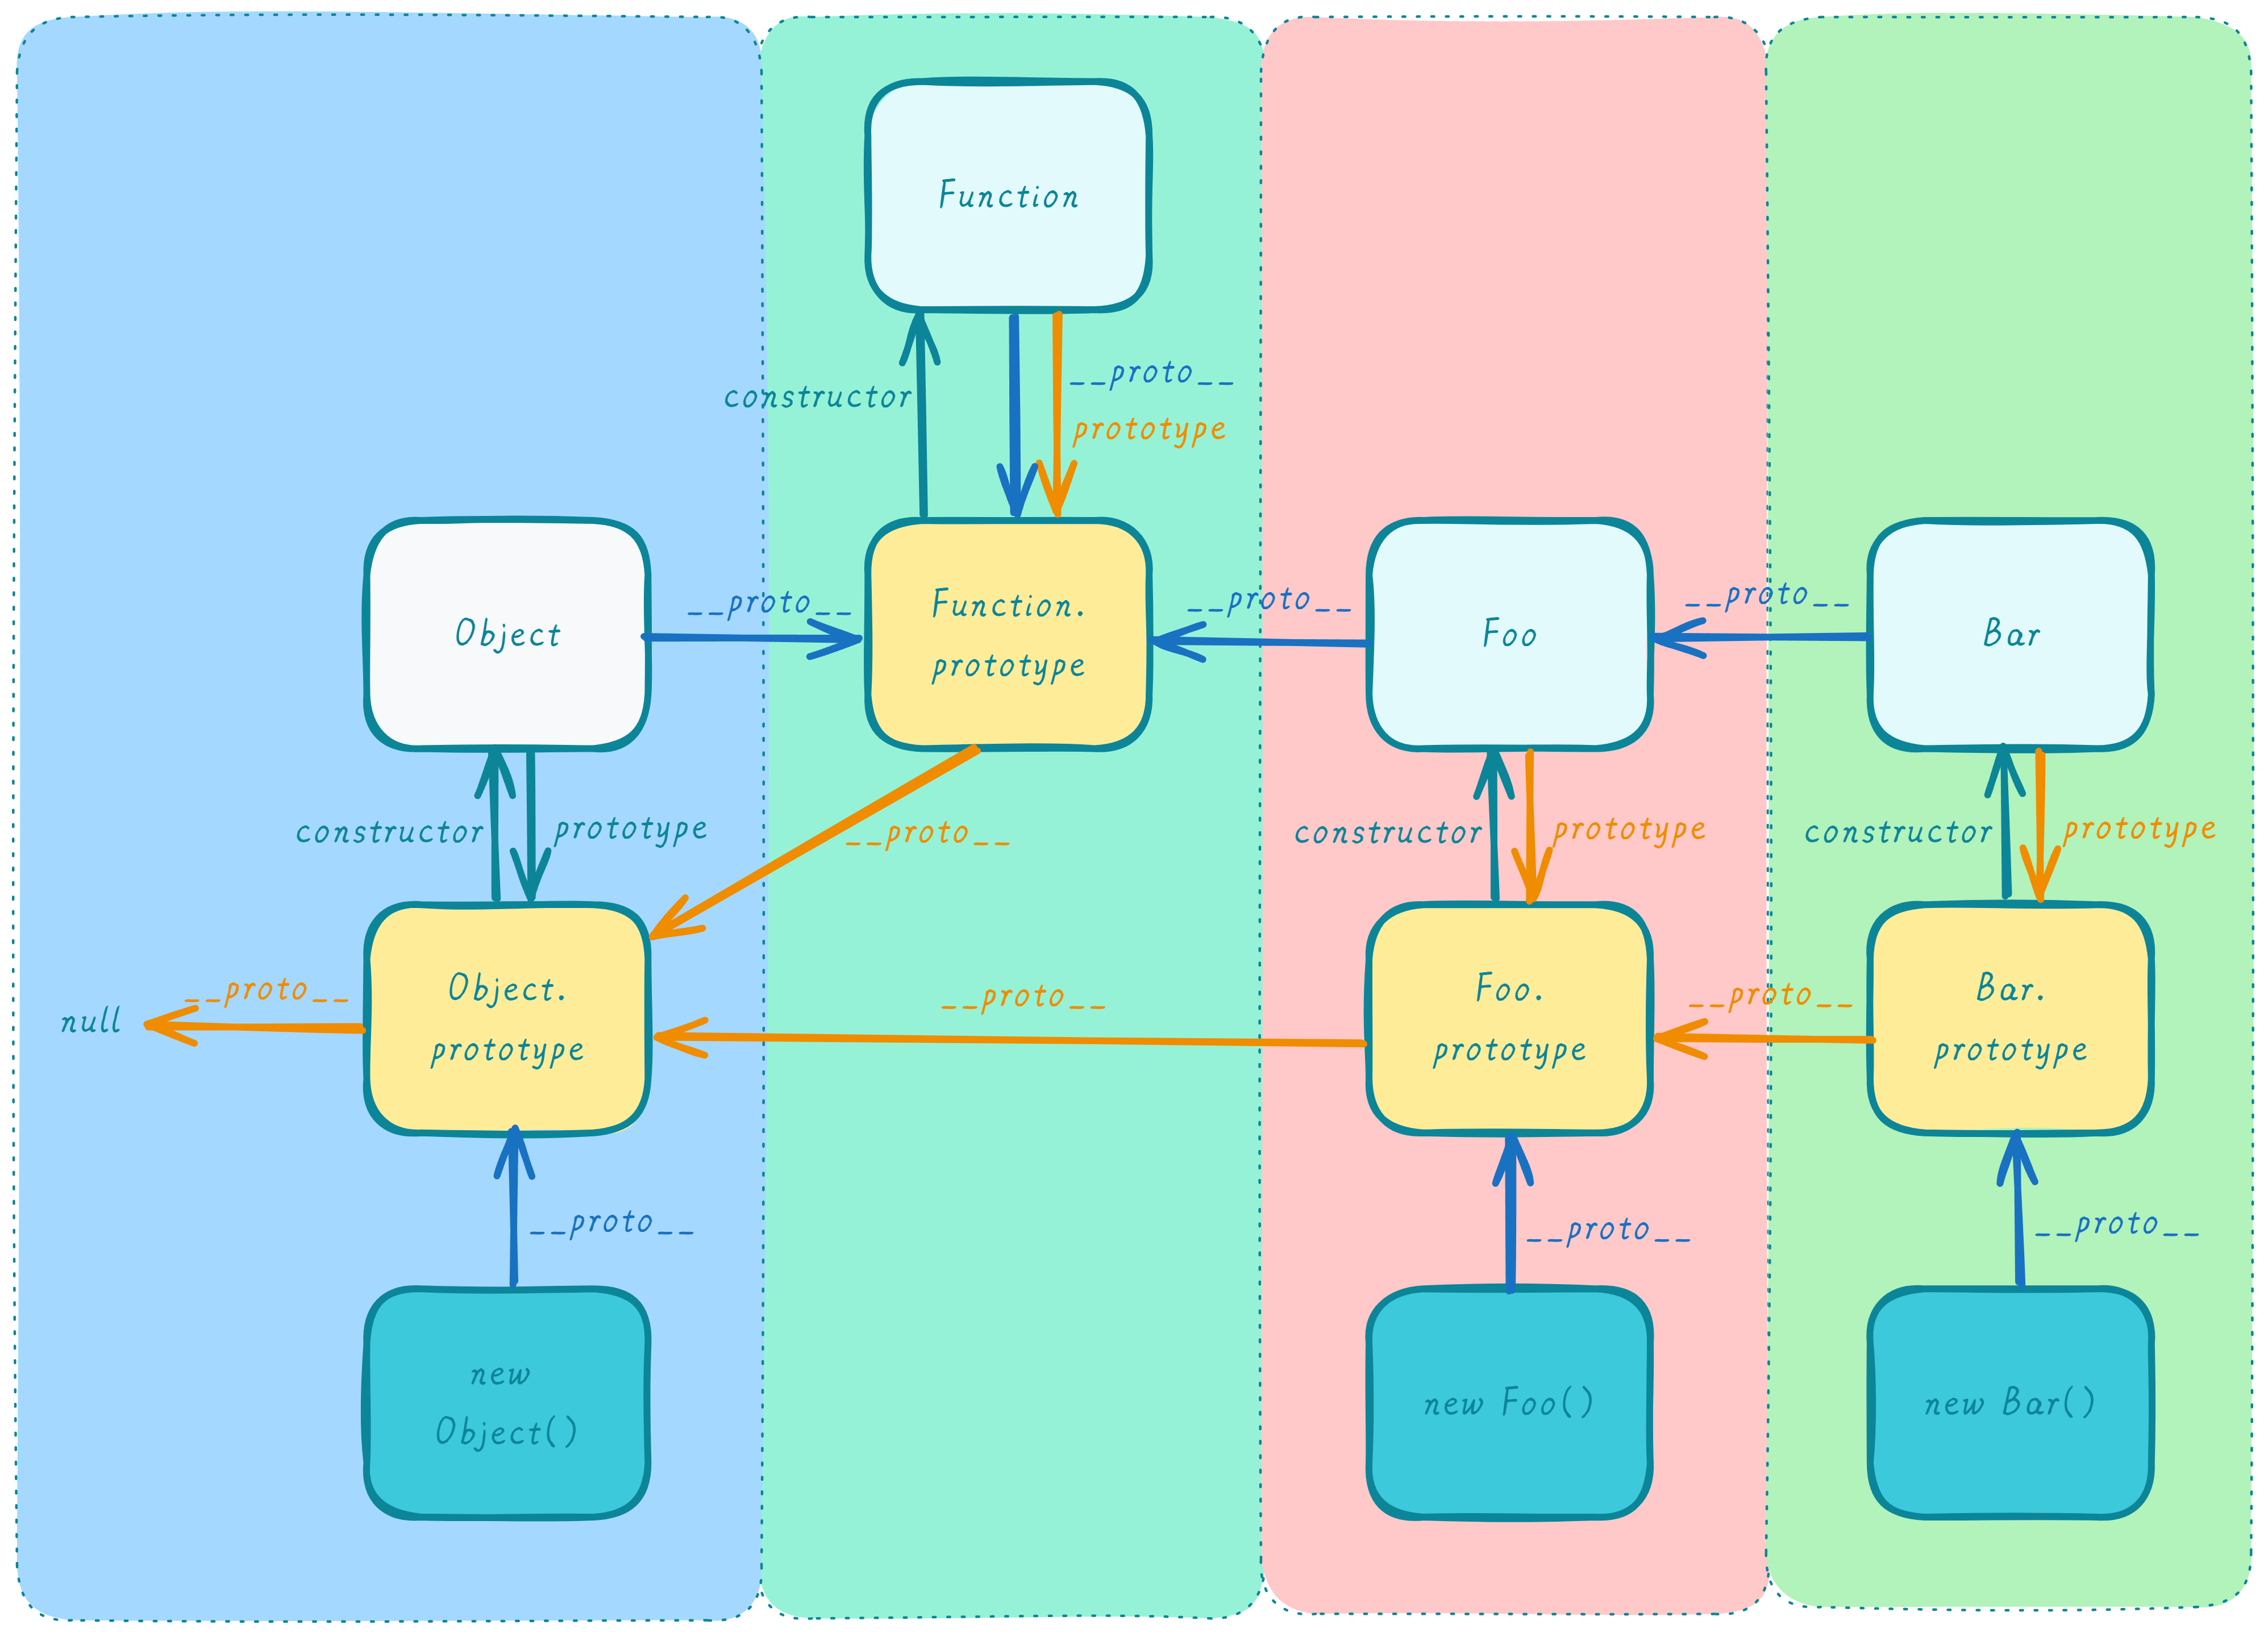 Function
constructor
__proto__
prototype
Object
__proto__
Function.
prototype
__proto__
Foo
__proto__
Bar
constructor
prototype
__proto__
constructor
prototype
constructor
prototype
null
__proto__
Object.
prototype
__proto__
Foo.
prototype
__proto__
Bar.
prototype
__proto__
__proto__
__proto__
new
Object()
new Foo()
new Bar()